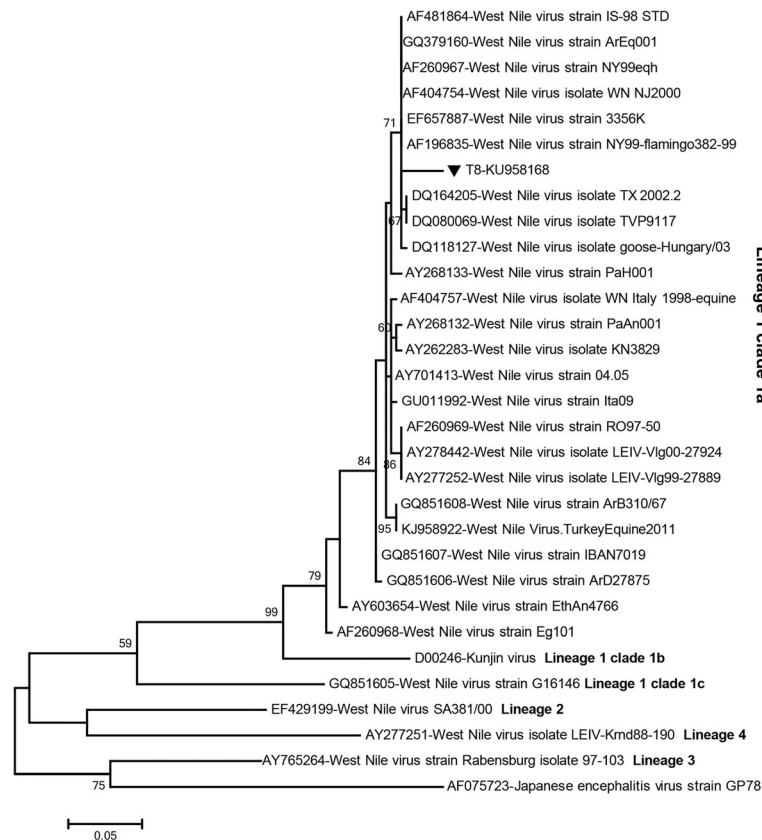 AF481864-West Nile virus strain IS-98 STD
GQ379160-West Nile virus strain ArEq001
AF260967-West Nile virus strain NY99eqh
AF404754-West Nile virus isolate WN NJ2000
EF657887-West Nile virus strain 3356K
71
AF196835-West Nile virus strain NY99-flamingo382-99
T8-KU958168
DQ164205-West Nile virus isolate TX 2002.2
67
DQ080069-West Nile virus isolate TVP9117
DQ118127-West Nile virus isolate goose-Hungary/03
AY268133-West Nile virus strain PaH001
AF404757-West Nile virus isolate WN Italy 1998-equine
60
AY268132-West Nile virus strain PaAn001
AY262283-West Nile virus isolate KN3829
AY701413-West Nile virus strain 04.05
GU011992-West Nile virus strain Ita09
AF260969-West Nile virus strain RO97-50
AY278442-West Nile virus isolate LEIV-Vlg00-27924
84
86
AY277252-West Nile virus isolate LEIV-Vlg99-27889
GQ851608-West Nile virus strain ArB310/67
95
KJ958922-West Nile Virus.TurkeyEquine2011
GQ851607-West Nile virus strain IBAN7019
79
GQ851606-West Nile virus strain ArD27875
AY603654-West Nile virus strain EthAn4766
99
AF260968-West Nile virus strain Eg101
59
D00246-Kunjin virus Lineage 1 clade 1b
GQ851605-West Nile virus strain G16146 Lineage 1 clade 1c
EF429199-West Nile virus SA381/00 Lineage 2
AY277251-West Nile virus isolate LEIV-Krnd88-190 Lineage 4
AY765264-West Nile virus strain Rabensburg isolate 97-103 Lineage 3
75
AF075723-Japanese encephalitis virus strain GP78
0.05
Lineage 1 clade 1a